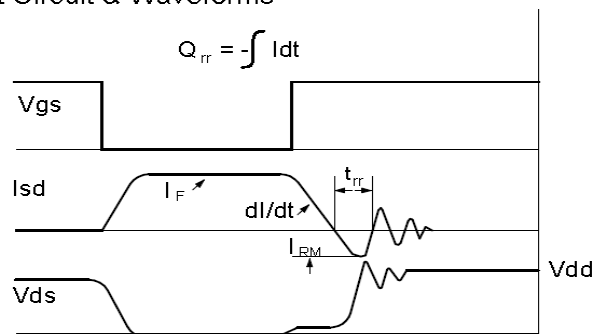 Circuit & Waveforms
Q rr = -∫ Idt
Vgs
Isd
I F
dI/dt
t rr
I RM
Vds
Vdd